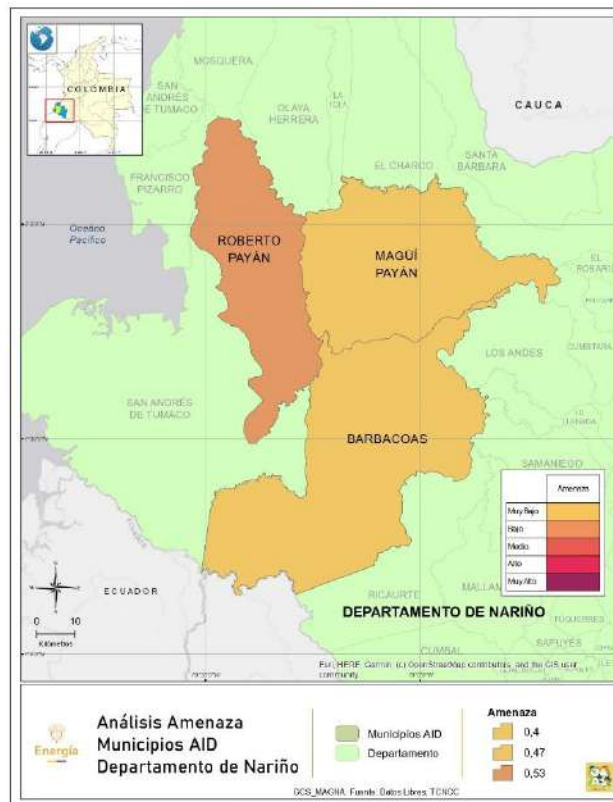 COLOMBIA
MOSQUERA
SAN ANDRÉS DE TUMACO
OLAYA HERRERA
LA TOLA
CAUCA
EL CHARCO
SANTA BÁRBARA
FRANCISCO PIZARRO
Océano Pacífico
ROBERTO PAYÁN
MAGÜÍ PAYÁN
EL ROSARIO
CUMBITARA
LOS ANDES
SAN ANDRÉS DE TUMACO
BARBACOAS
SAMANIEGO
Amenaza
Muy Bajo
Bajo
Medio
Alto
Muy Alto
ECUADOR
0 10
Kilómetros
RICAURTE
DEPARTAMENTO DE NARIÑO
TÚQUERRES
CUMBAL
SAPUYES
Esri, HERE, Garmin, (c) OpenStreetMap contributors, and the GIS user community
Energía
Análisis Amenaza
Municipios AID
Departamento de Nariño
Municipios AID
Departamento
Amenaza
0,4
0,47
0,53
GCS_MAGNA Fuente: Datos Libres, TCNCC